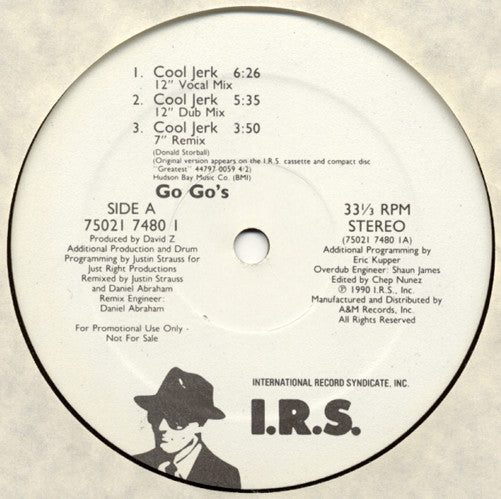 1. Cool Jerk 6:26
12" Vocal Mix
2. Cool Jerk 5:35
12" Dub Mix
3. Cool Jerk 3:50
7" Remix
(Donald Storball)
(Original version appears on the I.R.S. cassette and compact disc
"Greatest" 44797-0059 4/2)
Hudson Bay Music Co. (BMI)
Go Go's
SIDE A
75021 7480 1
Produced by David Z
Additional Production and Drum
Programming by Justin Strauss for
Just Right Productions
Remixed by Justin Strauss
and Daniel Abraham
Remix Engineer:
Daniel Abraham
For Promotional Use Only -
Not For Sale
33⅓ RPM
STEREO
(75021 7480 1A)
Additional Programming by
Eric Kupper
Overdub Engineer: Shaun James
Edited by Chep Nunez
℗ 1990 I.R.S., Inc.
Manufactured and Distributed by
A&M Records, Inc.
All Rights Reserved
INTERNATIONAL RECORD SYNDICATE, INC.
I.R.S.